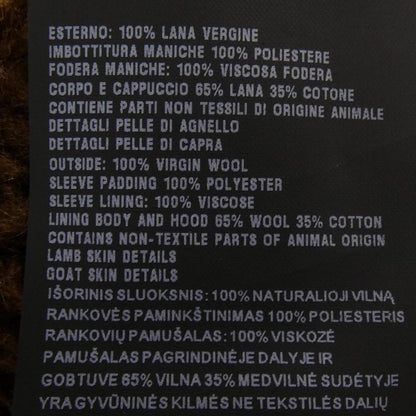 ESTERNO: 100% LANA VERGINE
IMBOTTITURA MANICHE 100% POLIESTERE
FODERA MANICHE: 100% VISCOSA FODERA
CORPO E CAPPUCCIO 65% LANA 35% COTONE
CONTIENE PARTI NON TESSILI DI ORIGINE ANIMALE
DETTAGLI PELLE DI AGNELLO
DETTAGLI PELLE DI CAPRA
OUTSIDE: 100% VIRGIN WOOL
SLEEVE PADDING 100% POLYESTER
SLEEVE LINING: 100% VISCOSE
LINING BODY AND HOOD 65% WOOL 35% COTTON
CONTAINS NON-TEXTILE PARTS OF ANIMAL ORIGIN
LAMB SKIN DETAILS
GOAT SKIN DETAILS
IŠORINIS SLUOKSNIS: 100% NATURALIOJI VILNĄ
RANKOVĖS PAMINKŠTINIMAS 100% POLIESTERIS
RANKOVIŲ PAMUŠALAS: 100% VISKOZĖ
PAMUŠALAS PAGRINDINĖJE DALYJE IR
GOBTUVE 65% VILNA 35% MEDVILNĖ SUDĖTYJE
YRA GYVŪNINĖS KILMĖS NE TEKSTILĖS DALIŲ